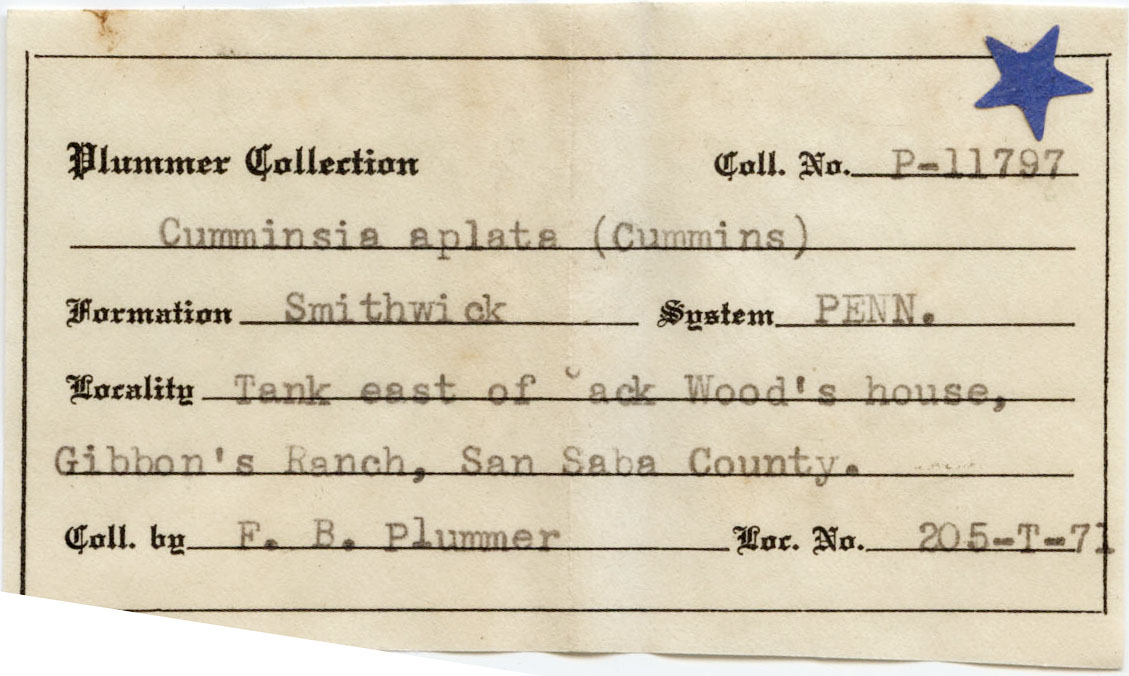 Plummer Collection Coll. No. P-11797
Cumminsia aplata (Cummins)
Formation Smithwick System PENN.
Locality Tank east of ack Wood's house,
Gibbon's Ranch, San Saba County.
Coll. by F. B. Plummer Loc. No. 205-T-71